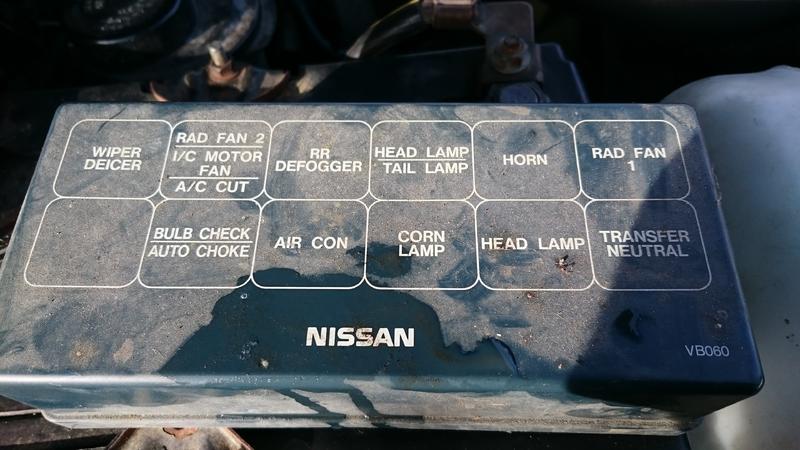 WIPER
DEICER
RAD FAN 2
I/C MOTOR
FAN
A/C CUT
RR
DEFOGGER
HEAD LAMP
TAIL LAMP
HORN
RAD FAN
1
BULB CHECK
AUTO CHOKE
AIR CON
CORN
LAMP
HEAD LAMP
TRANSFER
NEUTRAL
NISSAN
VB060